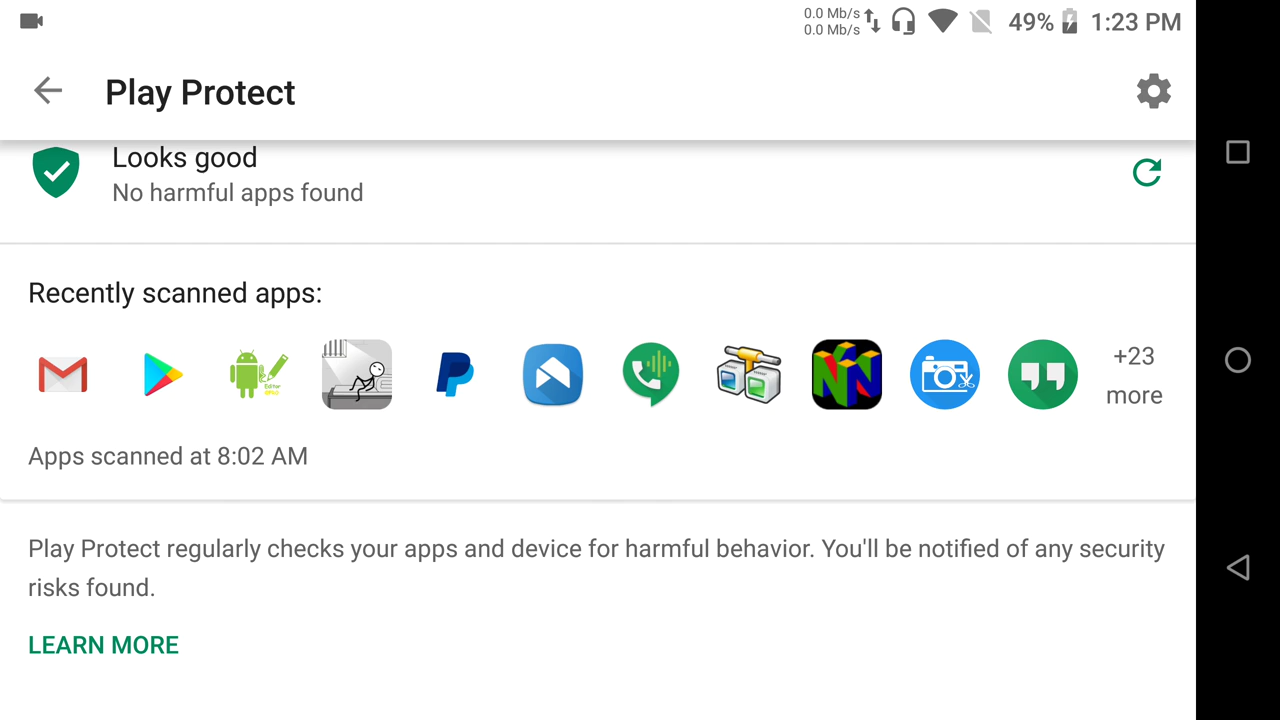 0.0 Mb/s
0.0 Mb/s
49%
1:23 PM
Play Protect
Looks good
No harmful apps found
Recently scanned apps:
+23
more
Apps scanned at 8:02 AM
Play Protect regularly checks your apps and device for harmful behavior. You'll be notified of any security
risks found.
LEARN MORE